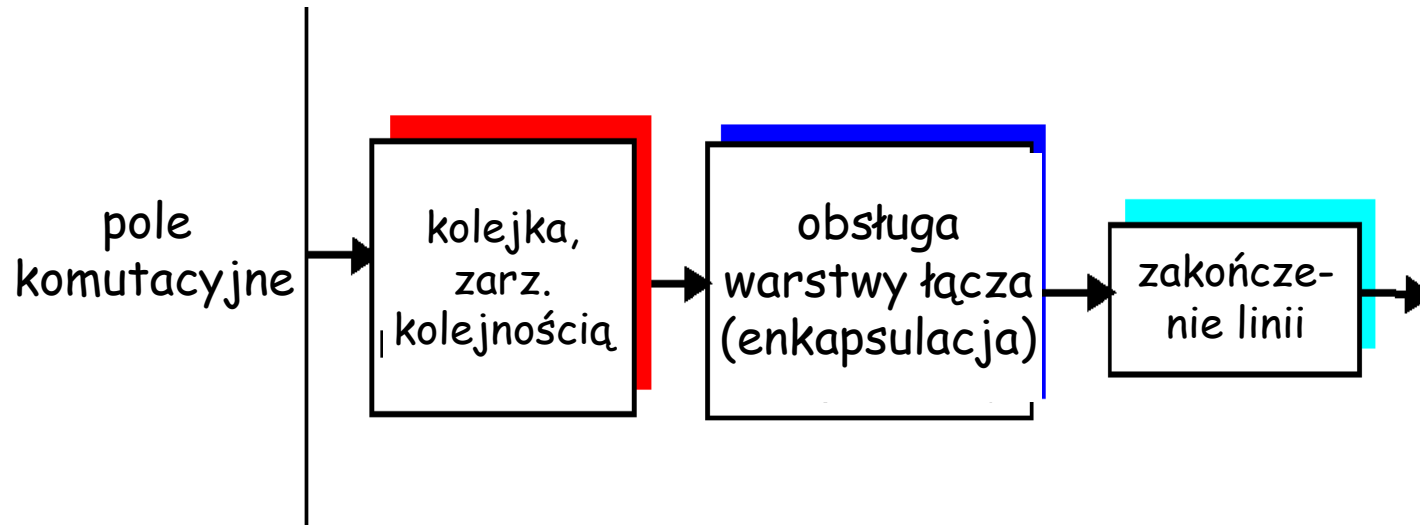 pole
komutacyjne
kolejka,
zarz.
kolejnością
obsługa
warstwy łącza
(enkapsulacja)
zakończe-
nie linii